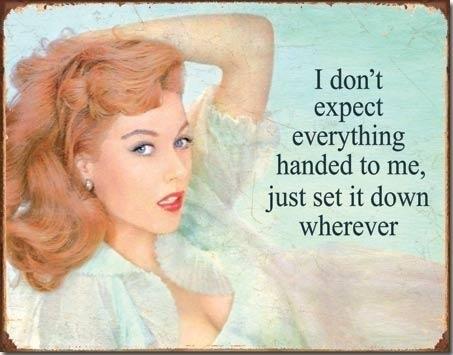 I don't
expect
everything
handed to me,
just set it down
wherever